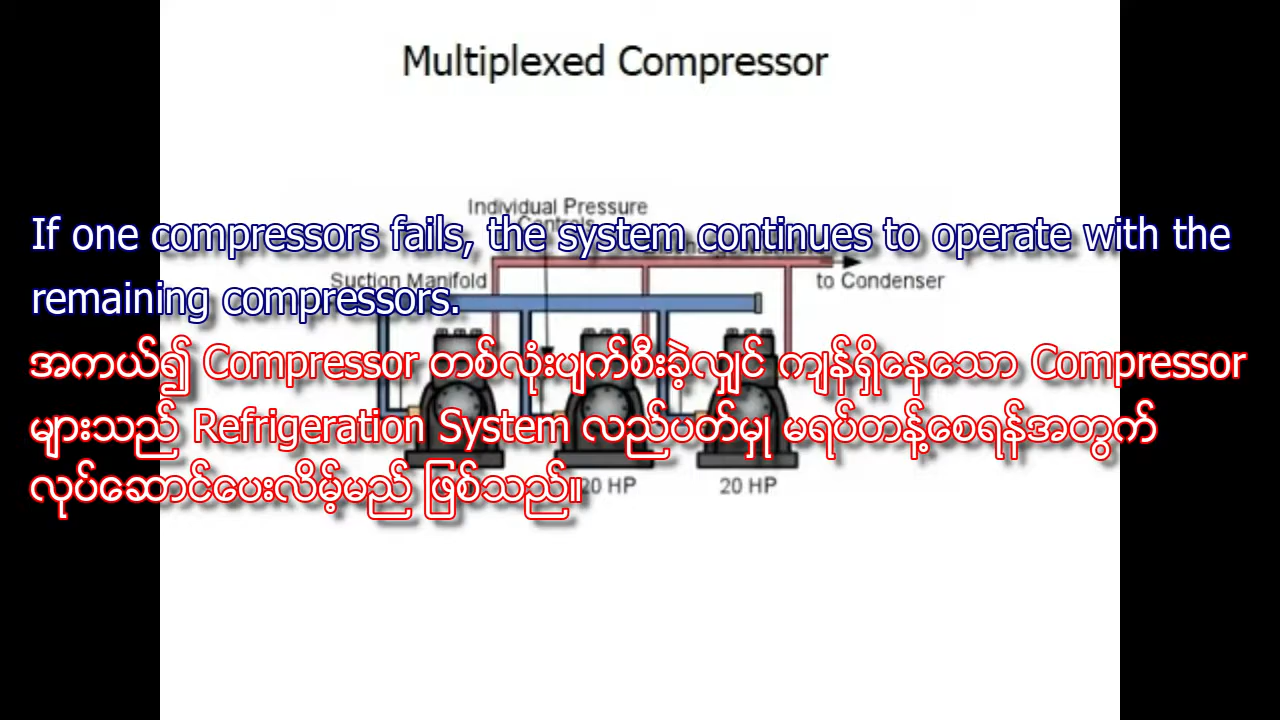 Multiplexed Compressor
Individual Pressure
Controls
If one compressors fails, the system continues to operate with the
Suction Manifold
to Condenser
remaining compressors.
အကယ်၍ Compressor တစ်လုံးပျက်စီးခဲ့လျှင် ကျန်ရှိနေသော Compressor
များသည် Refrigeration System လည်ပတ်မှု မရပ်တန့်စေရန်အတွက်
လုပ်ဆောင်ပေးလိမ့်မည် ဖြစ်သည်။
20 HP
20 HP